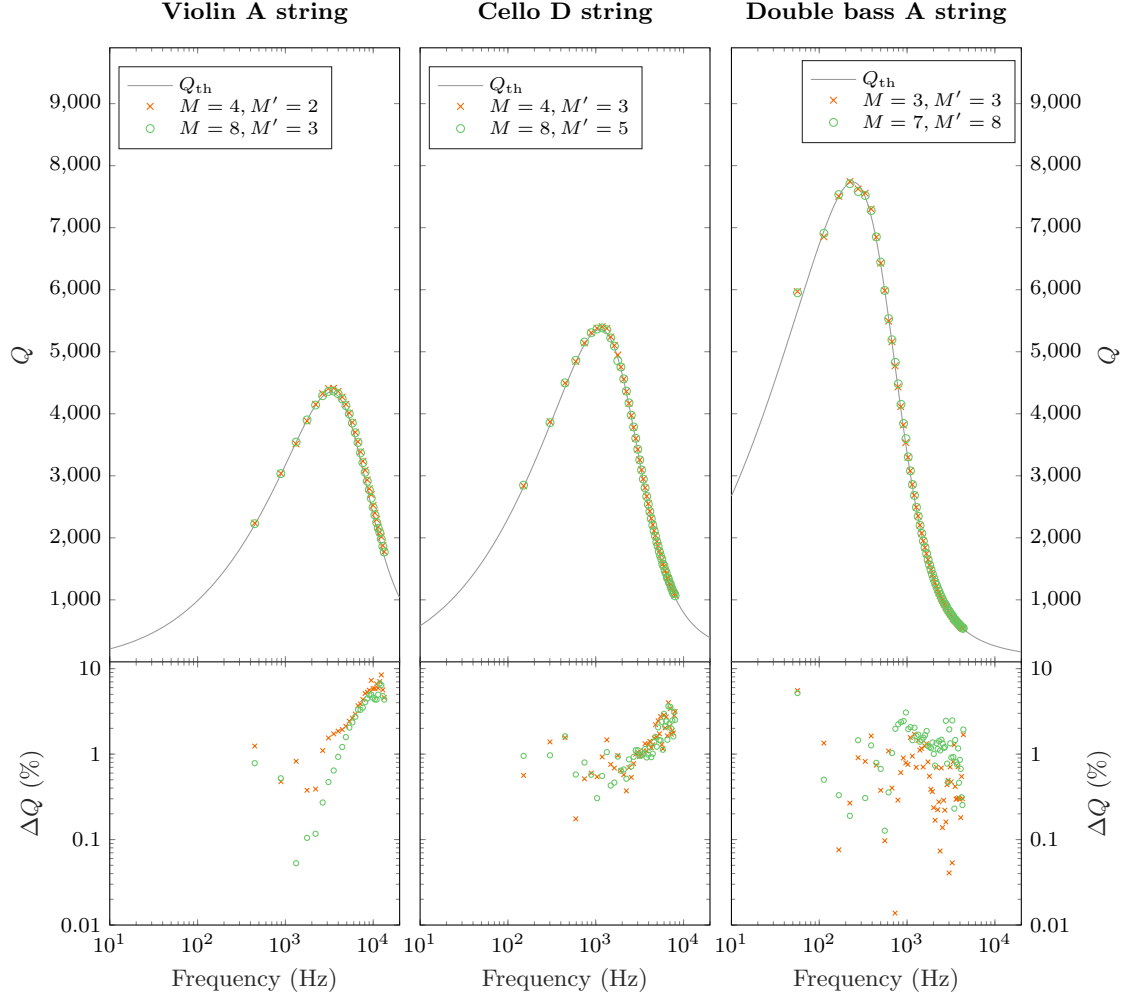 Violin A string
Cello D string
Double bass A string
Q_th
M = 4, M′ = 2
M = 8, M′ = 3
Q_th
M = 4, M′ = 3
M = 8, M′ = 5
Q_th
M = 3, M′ = 3
M = 7, M′ = 8
9,000
8,000
7,000
6,000
5,000
4,000
3,000
2,000
1,000
Q
9,000
8,000
7,000
6,000
5,000
4,000
3,000
2,000
1,000
Q
10
1
0.1
0.01
ΔQ (%)
10
1
0.1
0.01
ΔQ (%)
10^1 10^2 10^3 10^4
10^1 10^2 10^3 10^4
10^1 10^2 10^3 10^4
Frequency (Hz)
Frequency (Hz)
Frequency (Hz)